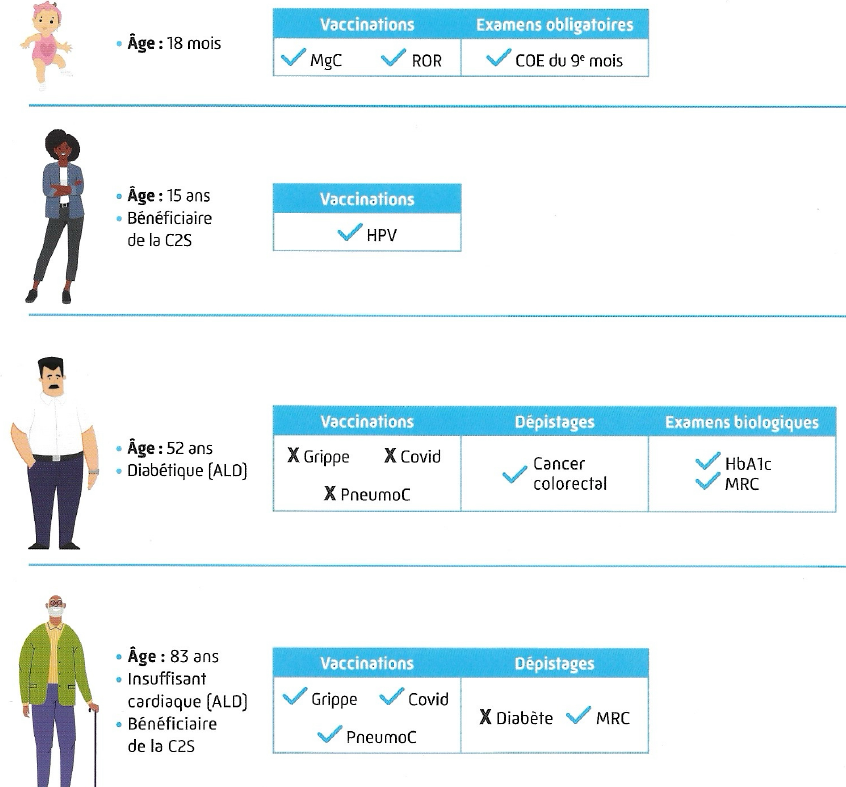 Vaccinations Examens obligatoires
• Âge : 18 mois
✓ MgC ✓ ROR ✓ COE du 9e mois
• Âge : 15 ans
• Bénéficiaire
de la C2S
Vaccinations
✓ HPV
• Âge : 52 ans
• Diabétique (ALD)
Vaccinations Dépistages Examens biologiques
X Grippe X Covid
X PneumoC
✓ Cancer
colorectal
✓ HbA1c
✓ MRC
• Âge : 83 ans
• Insuffisant
cardiaque (ALD)
• Bénéficiaire
de la C2S
Vaccinations Dépistages
✓ Grippe ✓ Covid
✓ PneumoC
X Diabète ✓ MRC